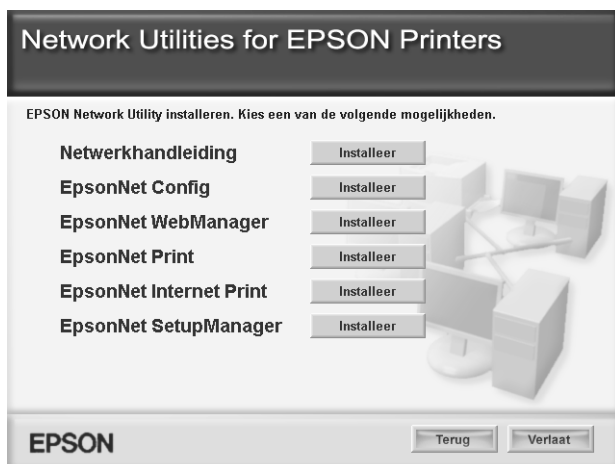 Network Utilities for EPSON Printers
EPSON Network Utility installeren. Kies een van de volgende mogelijkheden.
Netwerkhandleiding Installeer
EpsonNet Config Installeer
EpsonNet WebManager Installeer
EpsonNet Print Installeer
EpsonNet Internet Print Installeer
EpsonNet SetupManager Installeer
EPSON Terug Verlaat